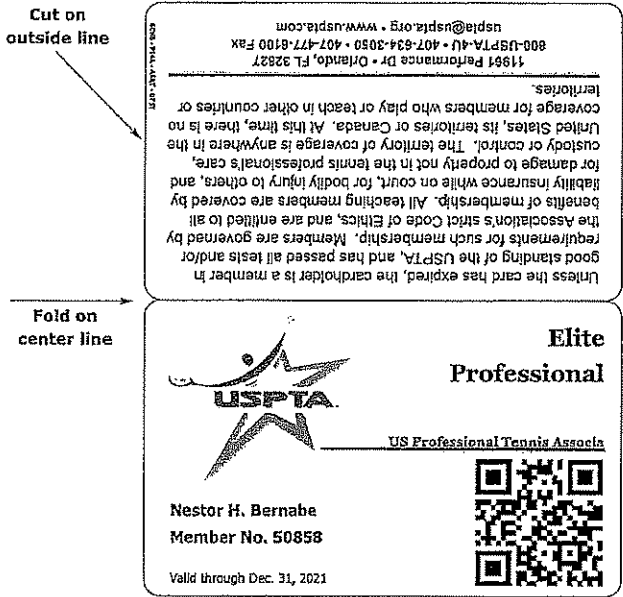 Cut on
outside line
Unless the card has expired, the cardholder is a member in
good standing of the USPTA, and has passed all tests and/or
requirements for such membership. Members are governed by
the Association's strict Code of Ethics, and are entitled to all
benefits of membership. All teaching members are covered by
liability insurance while on court, for bodily injury to others, and
for damage to property not in the tennis professional's care,
custody or control. The territory of coverage is anywhere in the
United States, its territories or Canada. At this time, there is no
coverage for members who play or teach in other countries or
territories.
11961 Performance Dr • Orlando, FL 32827
800-USPTA-4U • 407-634-3050 • 407-477-6100 Fax
uspta@uspta.org • www.uspta.com
Fold on
center line
Elite
Professional
USPTA
US Professional Tennis Associa
Nestor H. Bernabe
Member No. 50858
Valid through Dec. 31, 2021